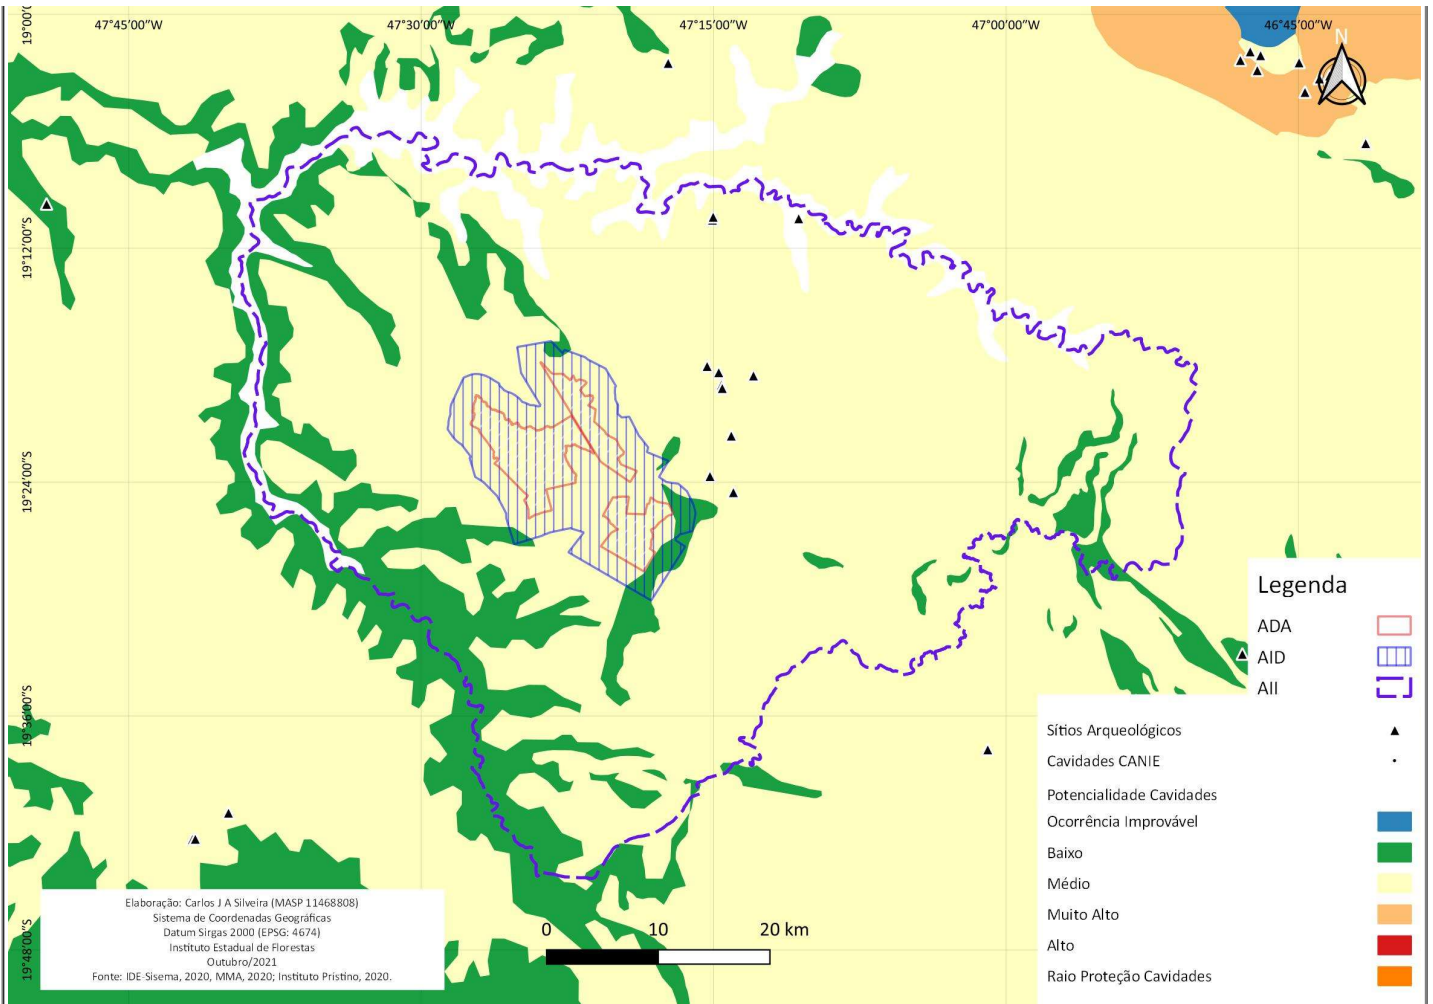 47°45′00″W 47°30′00″W 47°15′00″W 47°00′00″W 46°45′00″W
N
19°00′0
19°12′00″S
19°24′00″S
19°36′00″S
19°48′00″S
Legenda
ADA
AID
AII
Sítios Arqueológicos
Cavidades CANIE
Potencialidade Cavidades
Ocorrência Improvável
Baixo
Médio
Muito Alto
Alto
Raio Proteção Cavidades
0 10 20 km
Elaboração: Carlos J A Silveira (MASP 11468808)
Sistema de Coordenadas Geográficas
Datum Sirgas 2000 (EPSG: 4674)
Instituto Estadual de Florestas
Outubro/2021
Fonte: IDE-Sisema, 2020, MMA, 2020; Instituto Prístino, 2020.